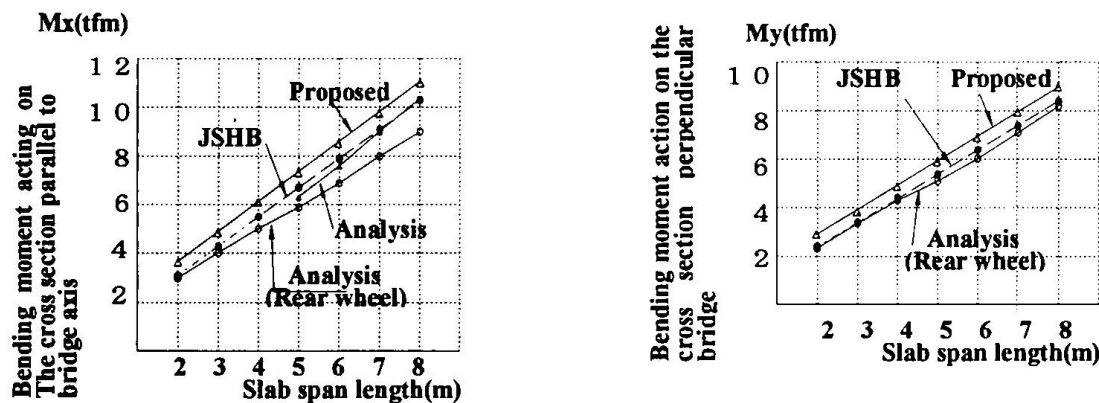 Mx(tfm)
Bending moment acting on
The cross section parallel to
bridge axis
12
10
8
6
4
2
Proposed
JSHB
Analysis
Analysis
(Rear wheel)
2 3 4 5 6 7 8
Slab span length(m)
My(tfm)
Bending moment action on the
cross section perpendicular
bridge
10
8
6
4
2
JSHB
Proposed
Analysis
(Rear wheel)
2 3 4 5 6 7 8
Slab span length(m)